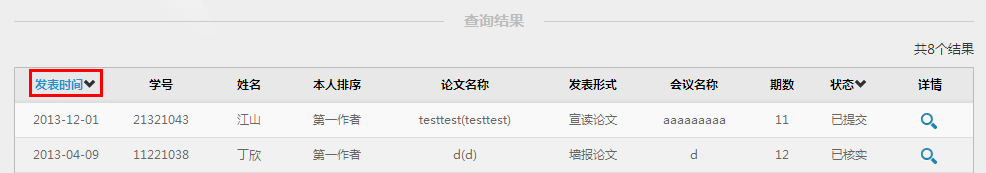 查询结果
共8个结果
发表时间 学号 姓名 本人排序 论文名称 发表形式 会议名称 期数 状态 详情
2013-12-01 21321043 江山 第一作者 testtest(testtest) 宣读论文 aaaaaaaaa 11 已提交
2013-04-09 11221038 丁欣 第一作者 d(d) 墙报论文 d 12 已核实